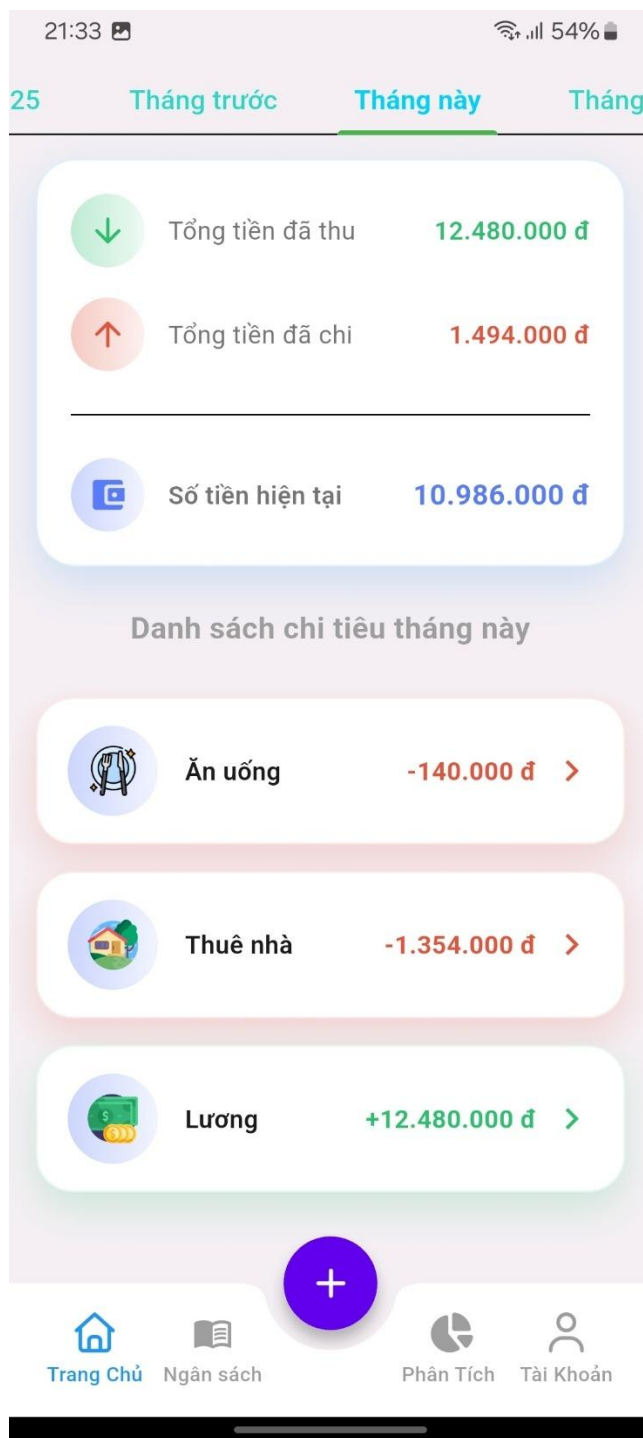 21:33 54%
25 Tháng trước Tháng này Tháng
Tổng tiền đã thu 12.480.000 đ
Tổng tiền đã chi 1.494.000 đ
Số tiền hiện tại 10.986.000 đ
Danh sách chi tiêu tháng này
Ăn uống -140.000 đ
Thuê nhà -1.354.000 đ
Lương +12.480.000 đ
Trang Chủ Ngân sách Phân Tích Tài Khoản